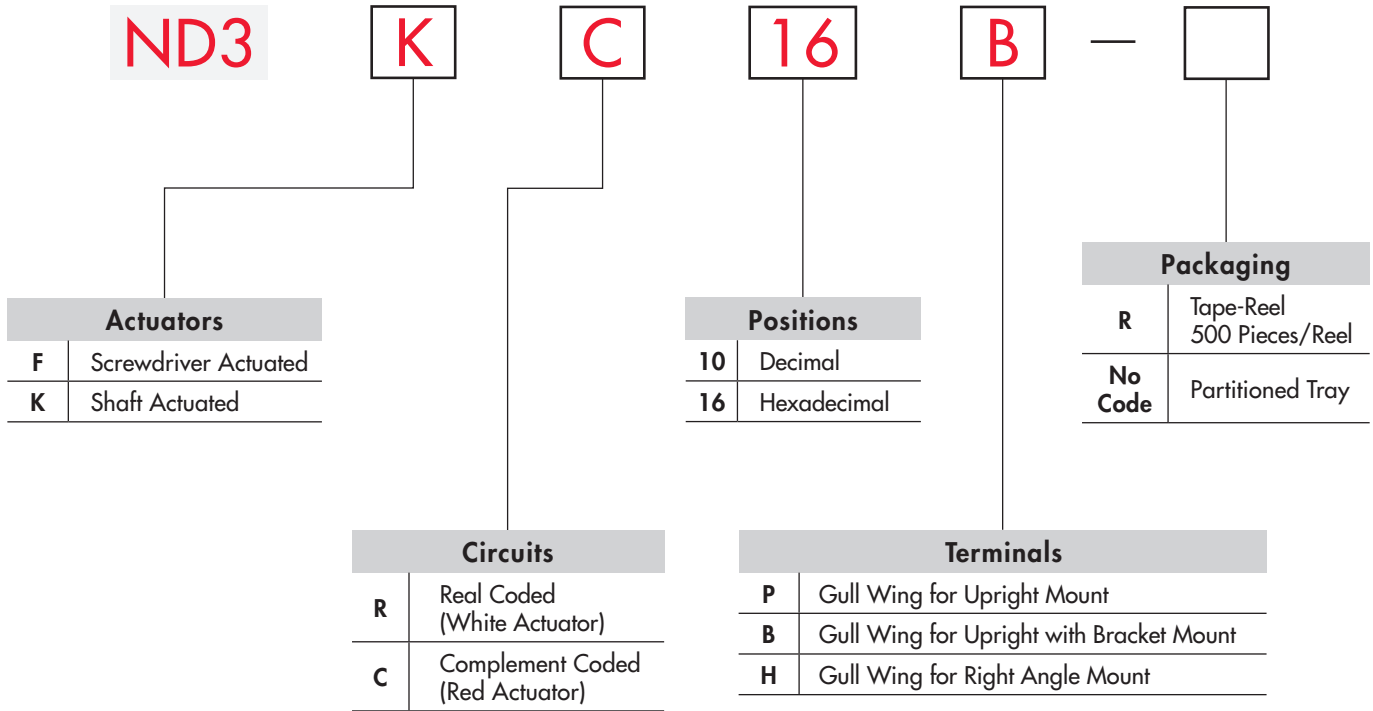 ND3 K C 16 B —
Actuators
F Screwdriver Actuated
K Shaft Actuated
Positions
10 Decimal
16 Hexadecimal
Packaging
R Tape-Reel
500 Pieces/Reel
No
Code Partitioned Tray
Circuits
R Real Coded
(White Actuator)
C Complement Coded
(Red Actuator)
Terminals
P Gull Wing for Upright Mount
B Gull Wing for Upright with Bracket Mount
H Gull Wing for Right Angle Mount